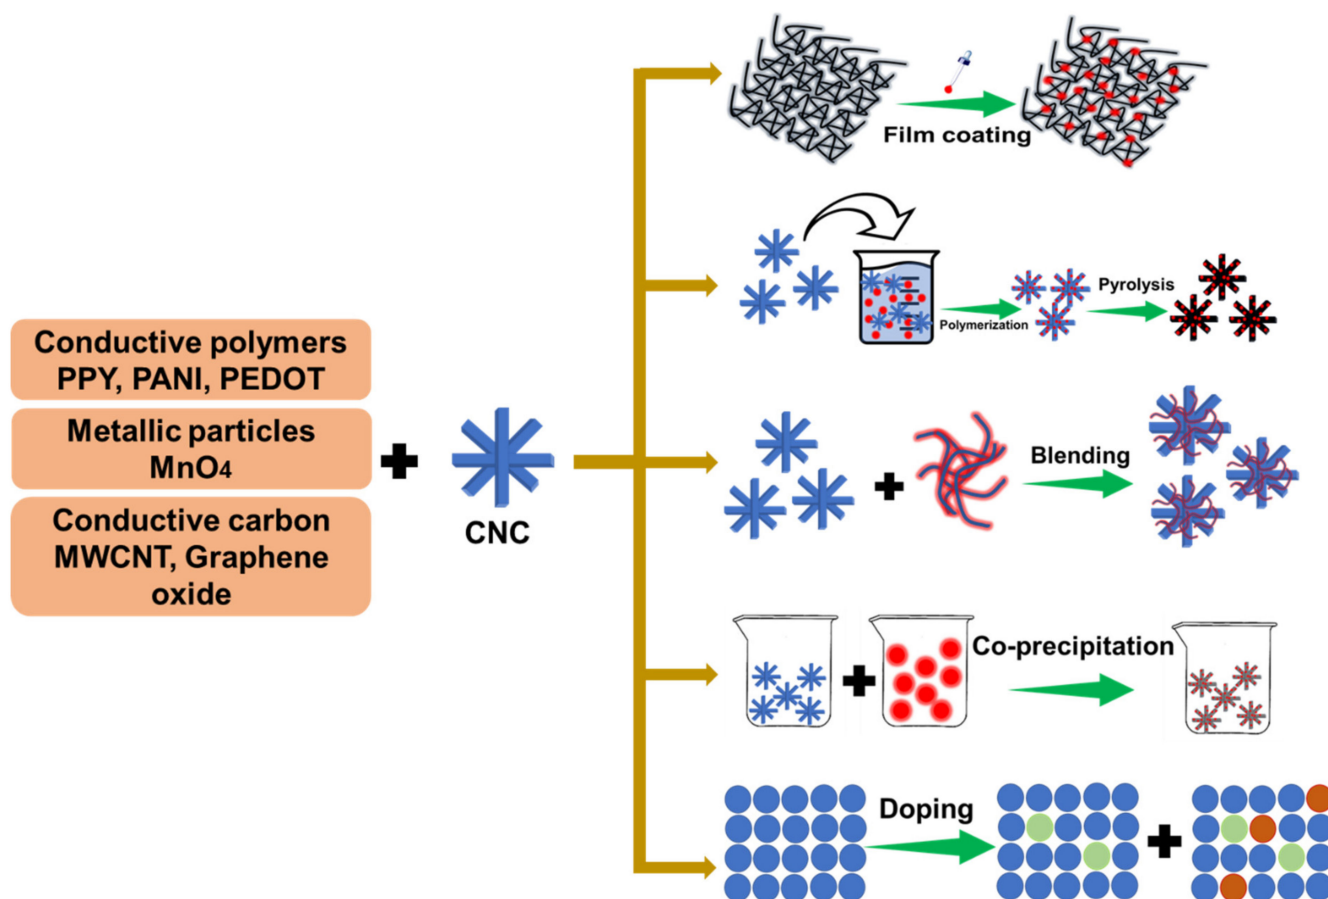 Conductive polymers
PPY, PANI, PEDOT
Metallic particles
MnO4
Conductive carbon
MWCNT, Graphene
oxide
CNC
Film coating
Polymerization
Pyrolysis
Blending
Co-precipitation
Doping